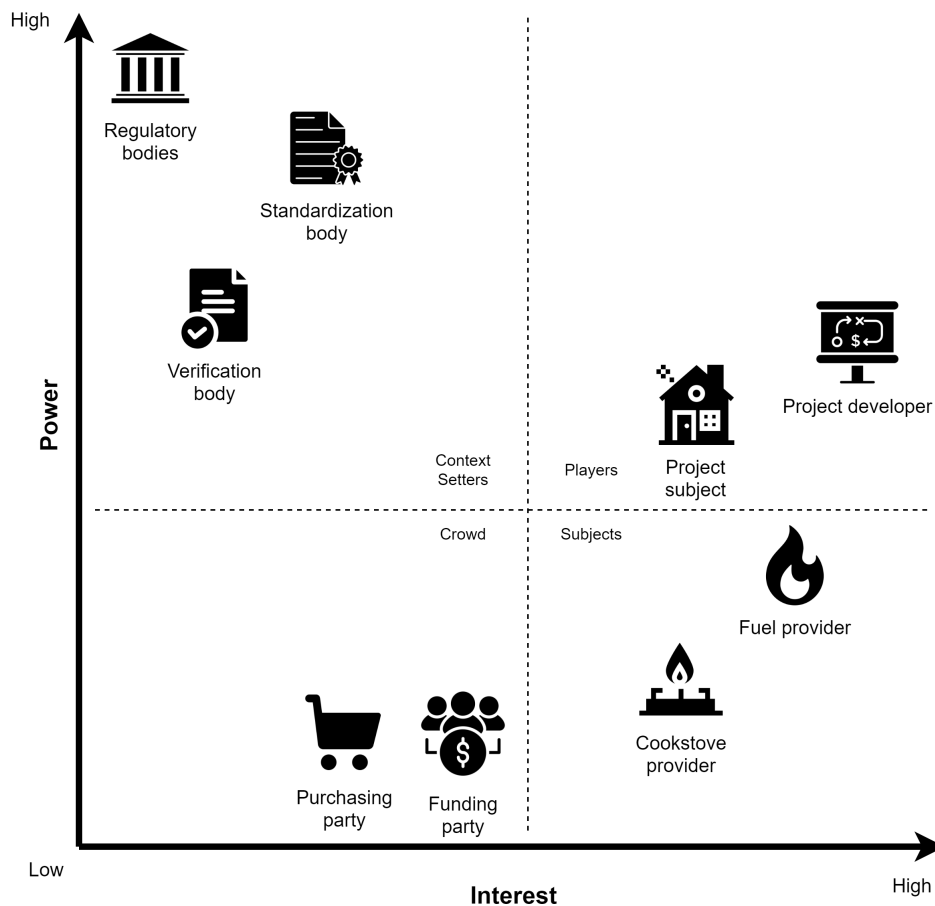 High
Regulatory
bodies
Standardization
body
Verification
body
$
Project developer
Power
Context
Setters
Players
Project
subject
Crowd
Subjects
Fuel provider
Cookstove
provider
$
Purchasing
party
Funding
party
Low
Interest
High